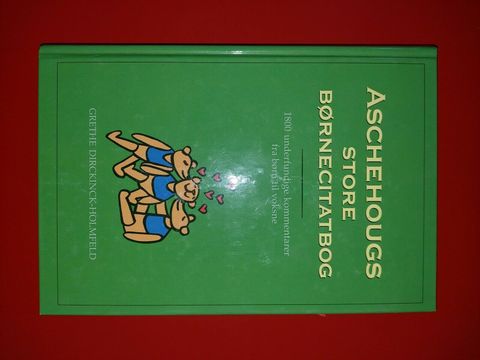 ASCHEHOUGS
STORE
BØRNECITATBOG
1800 underfundige kommentarer
fra børn til voksne
GRETHE DIRCKINCK-HOLMFELD